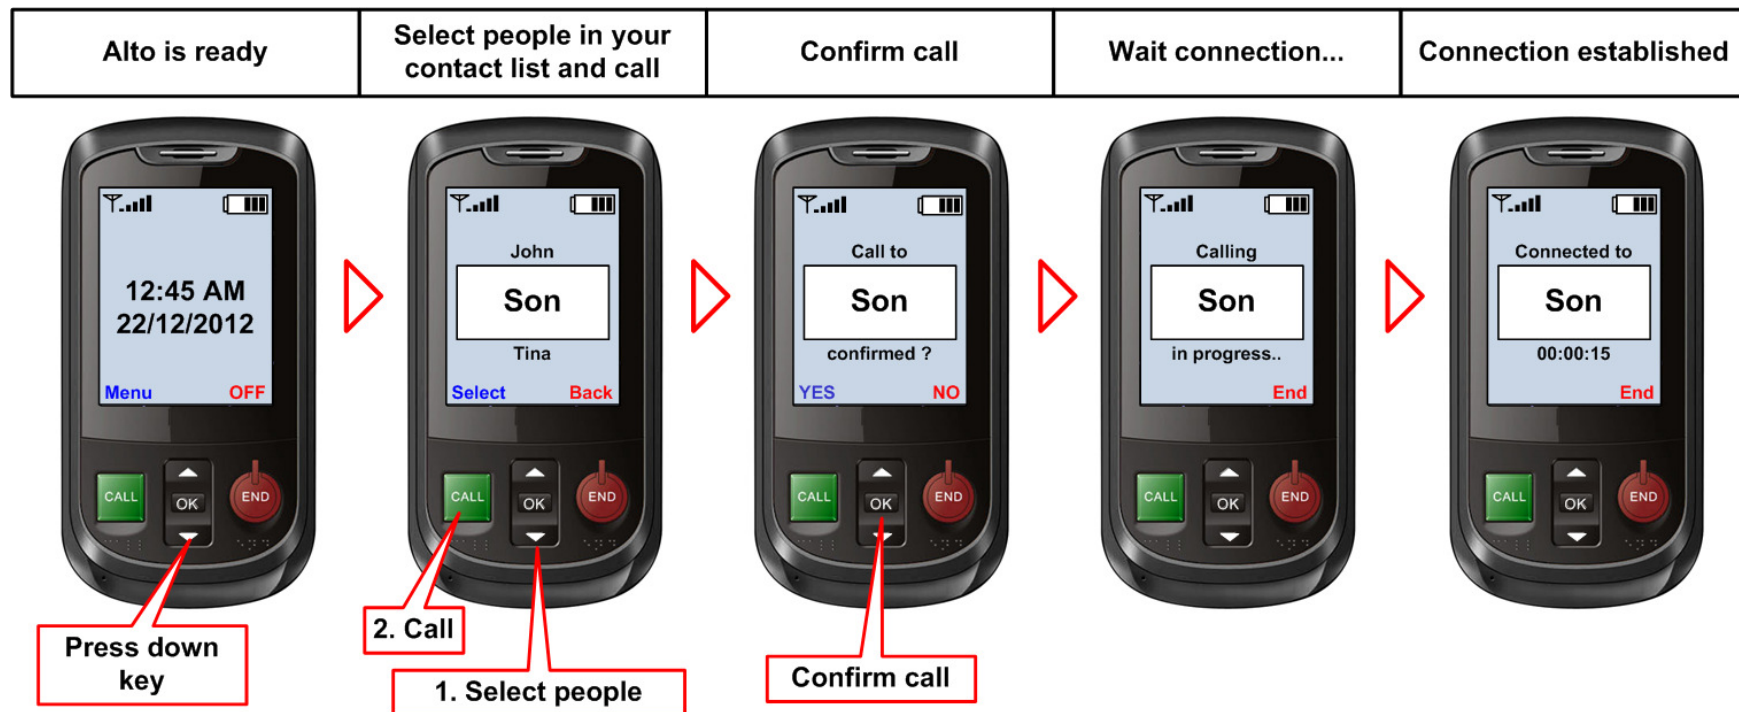 Alto is ready
Select people in your
contact list and call
Confirm call
Wait connection...
Connection established
12:45 AM
22/12/2012
Menu OFF
CALL
OK
END
Press down
key
John
Son
Tina
Select Back
CALL
OK
END
2. Call
1. Select people
Call to
Son
confirmed ?
YES NO
CALL
OK
END
Confirm call
Calling
Son
in progress..
End
CALL
OK
END
Connected to
Son
00:00:15
End
CALL
OK
END